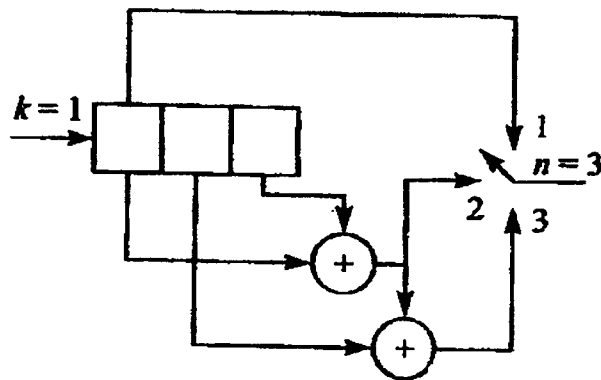 k = 1
1
n = 3
2
3
+
+